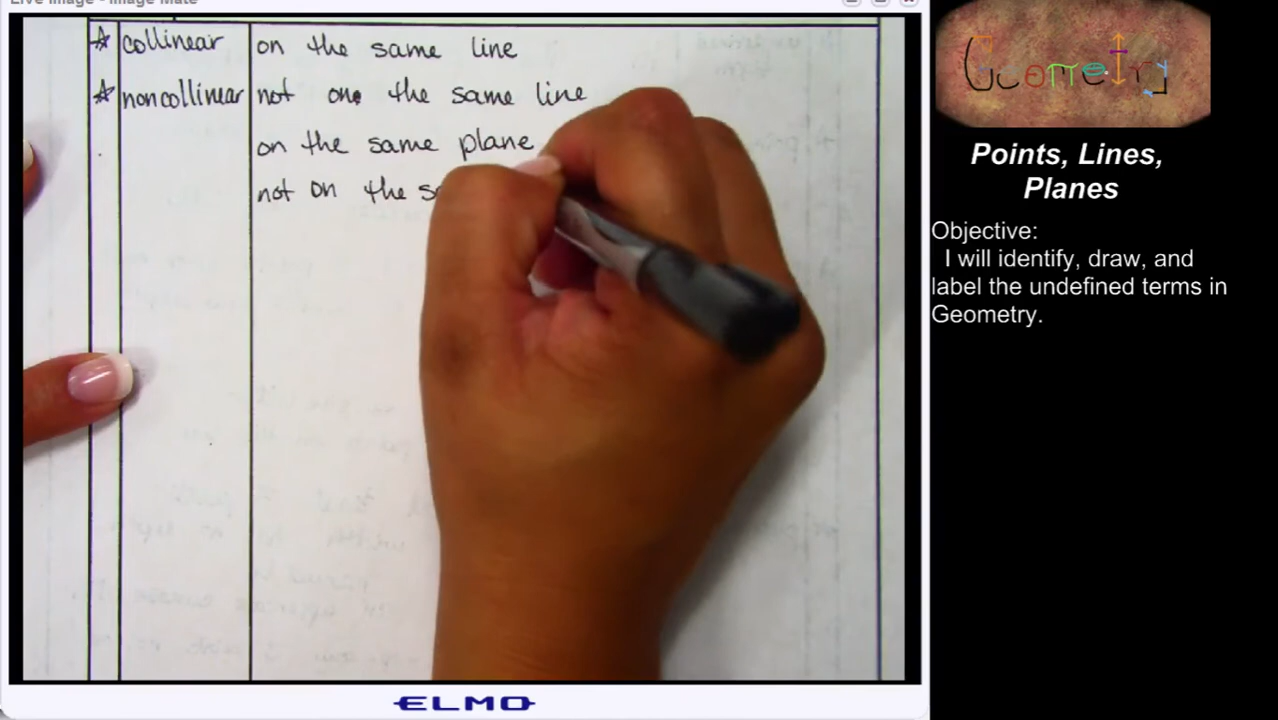 Live Image - Image Mate
☆ collinear on the same line
☆ noncollinear not one the same line
on the same plane
not on the
ELMO
Geometry
Points, Lines,
Planes
Objective:
I will identify, draw, and
label the undefined terms in
Geometry.